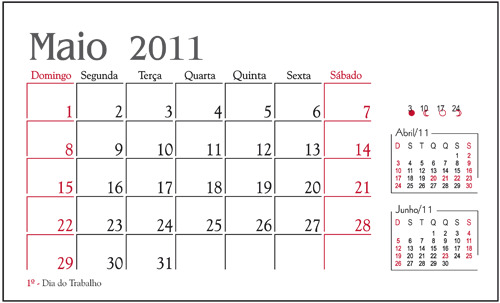 Maio 2011
Domingo Segunda Terça Quarta Quinta Sexta Sábado
1 2 3 4 5 6 7
8 9 10 11 12 13 14
15 16 17 18 19 20 21
22 23 24 25 26 27 28
29 30 31
1º - Dia do Trabalho
3 10 17 24
Abril/11
D S T Q Q S S
1 2
3 4 5 6 7 8 9
10 11 12 13 14 15 16
17 18 19 20 21 22 23
24 25 26 27 28 29 30
Junho/11
D S T Q Q S S
1 2 3 4
5 6 7 8 9 10 11
12 13 14 15 16 17 18
19 20 21 22 23 24 25
26 27 28 29 30